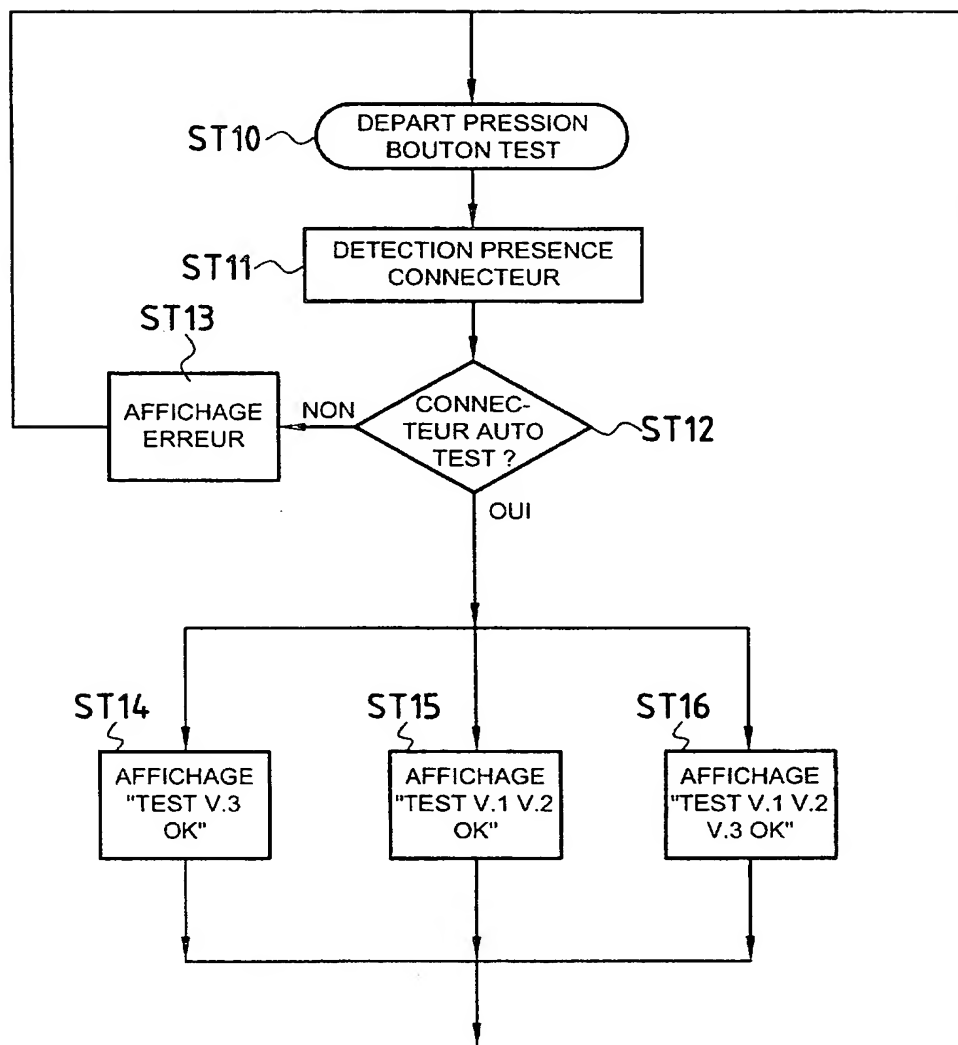 ST10
DEPART PRESSION
BOUTON TEST
ST11
DETECTION PRESENCE
CONNECTEUR
ST13
AFFICHAGE
ERREUR
NON
CONNEC-
TEUR AUTO
TEST ?
ST12
OUI
ST14
AFFICHAGE
"TEST V.3
OK"
ST15
AFFICHAGE
"TEST V.1 V.2
OK"
ST16
AFFICHAGE
"TEST V.1 V.2
V.3 OK"